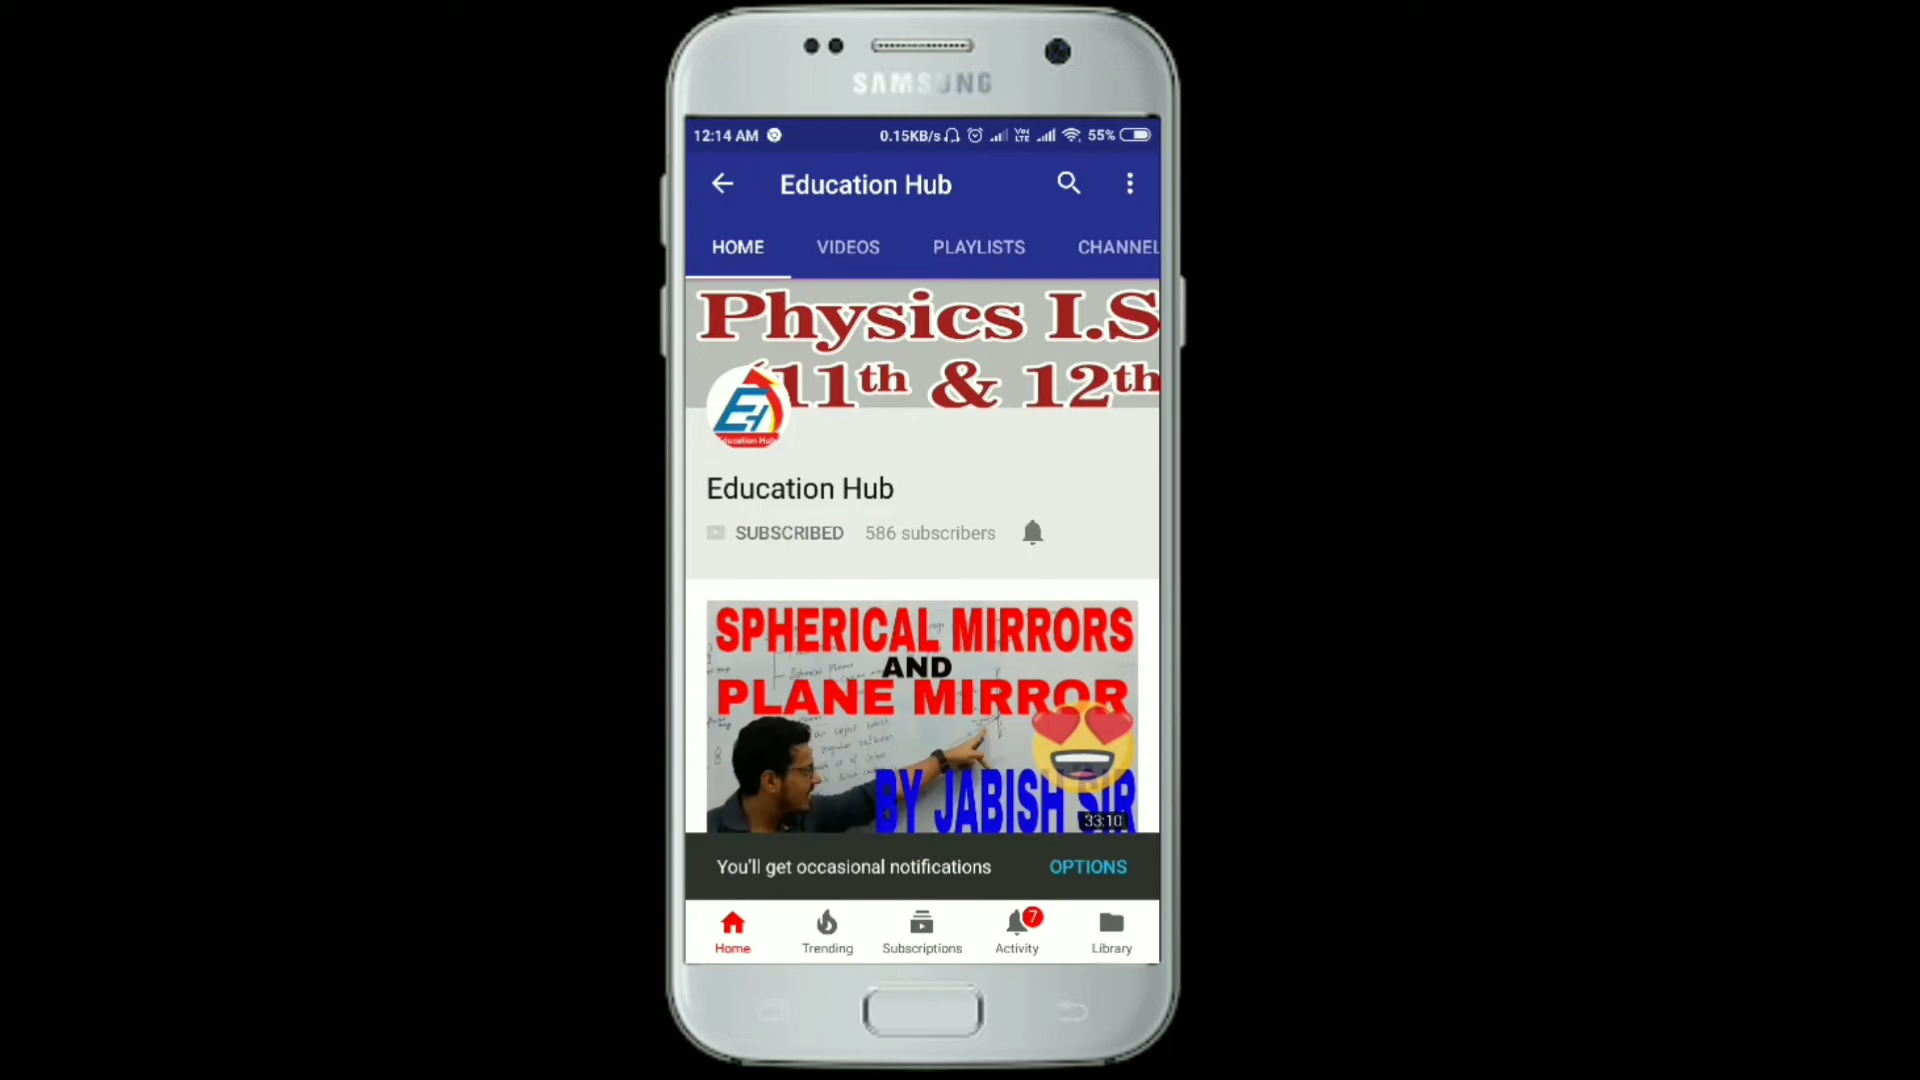 SAMSUNG
12:14 AM 0.15KB/s 55%
Education Hub
HOME VIDEOS PLAYLISTS CHANNEL
Physics I.S
11th & 12th
Education Hub
Education Hub
SUBSCRIBED 586 subscribers
SPHERICAL MIRRORS
AND
PLANE MIRROR
BY JABISH SIR
33:10
You'll get occasional notifications OPTIONS
7
Home Trending Subscriptions Activity Library